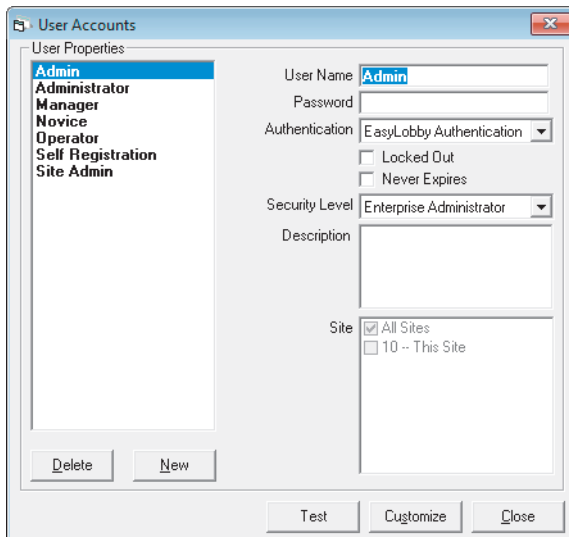 User Accounts
User Properties
Admin
Administrator
Manager
Novice
Operator
Self Registration
Site Admin
User Name Admin
Password
Authentication EasyLobby Authentication
Locked Out
Never Expires
Security Level Enterprise Administrator
Description
Site All Sites
10 -- This Site
Delete New
Test Customize Close